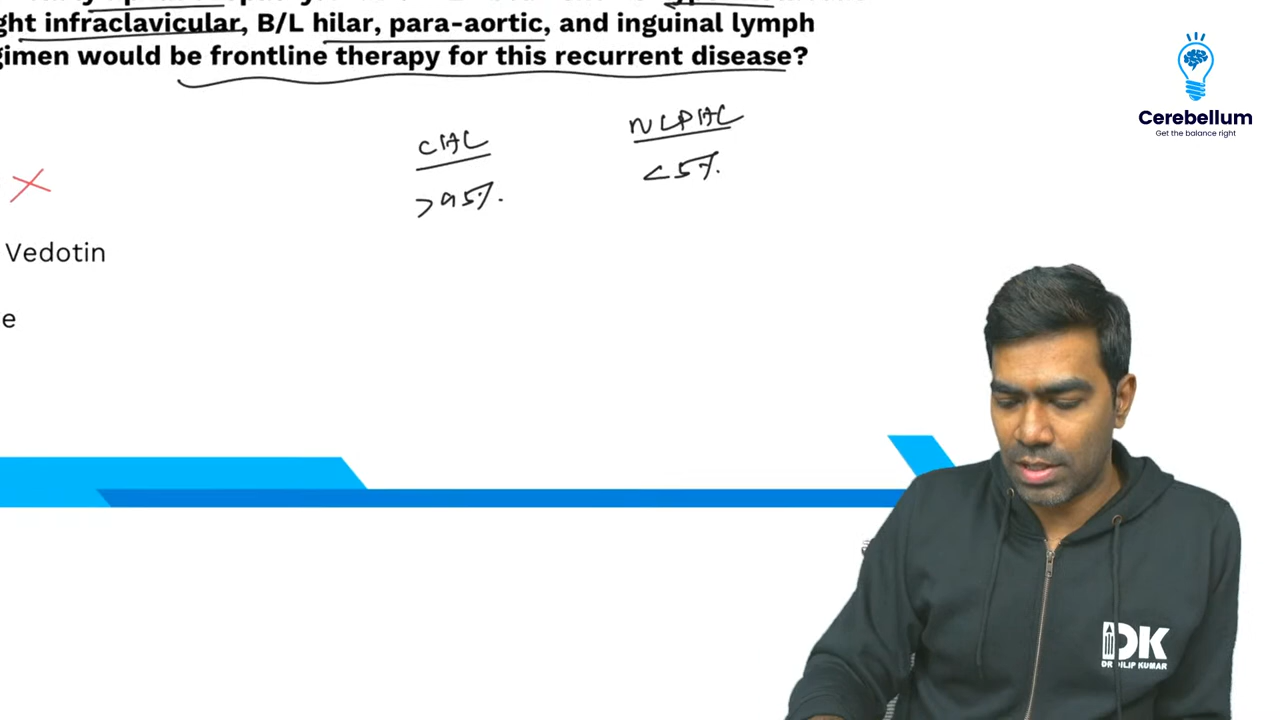 ght infraclavicular, B/L hilar, para-aortic, and inguinal lymph
gimen would be frontline therapy for this recurrent disease?
CHL
NLPHL
>95%.
<5%.
Vedotin
e
Cerebellum
Get the balance right
DK
DR DILIP KUMAR